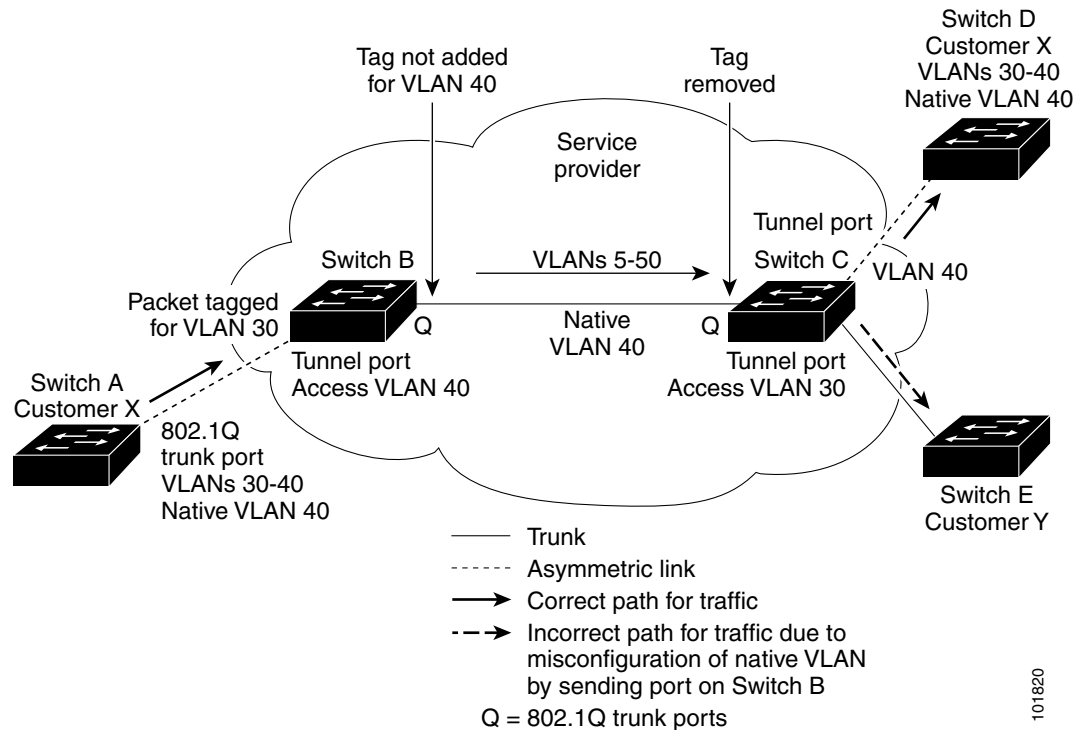 Tag not added
for VLAN 40
Tag
removed
Switch D
Customer X
VLANs 30-40
Native VLAN 40
Service
provider
Tunnel port
Switch B
VLANs 5-50
Switch C
VLAN 40
Packet tagged
for VLAN 30
Q
Native
VLAN 40
Q
Tunnel port
Access VLAN 40
Tunnel port
Access VLAN 30
Switch A
Customer X
802.1Q
trunk port
VLANs 30-40
Native VLAN 40
Switch E
Customer Y
Trunk
Asymmetric link
Correct path for traffic
Incorrect path for traffic due to
misconfiguration of native VLAN
by sending port on Switch B
Q = 802.1Q trunk ports
101820